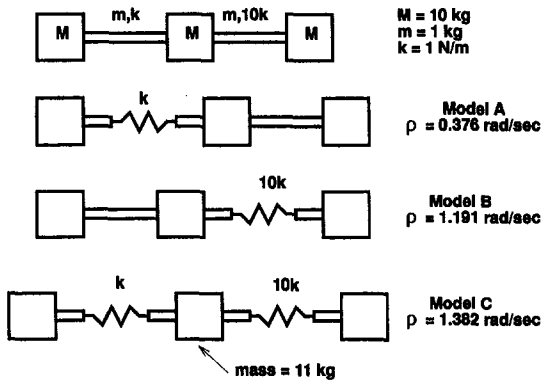 m,k
m,10k
M
M
M
M = 10 kg
m = 1 kg
k = 1 N/m
k
Model A
ρ = 0.376 rad/sec
10k
Model B
ρ = 1.191 rad/sec
k
10k
Model C
ρ = 1.382 rad/sec
mass = 11 kg